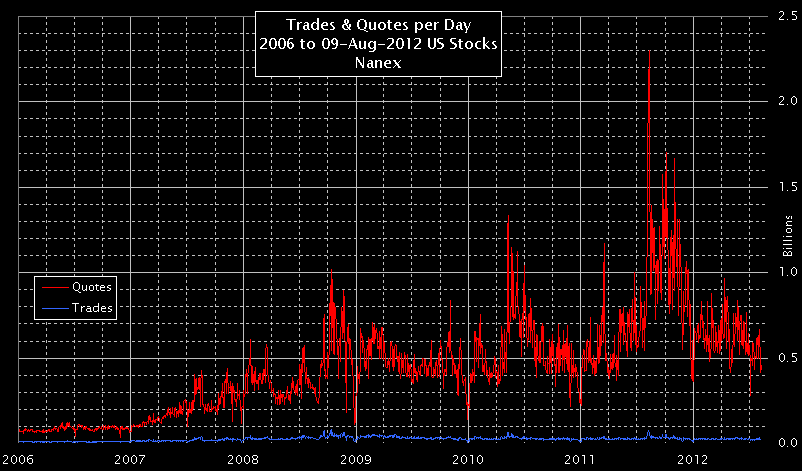 Trades & Quotes per Day
2006 to 09-Aug-2012 US Stocks
Nanex
2.5
2.0
1.5
Billions
1.0
Quotes
Trades
0.5
0.0
2006 2007 2008 2009 2010 2011 2012